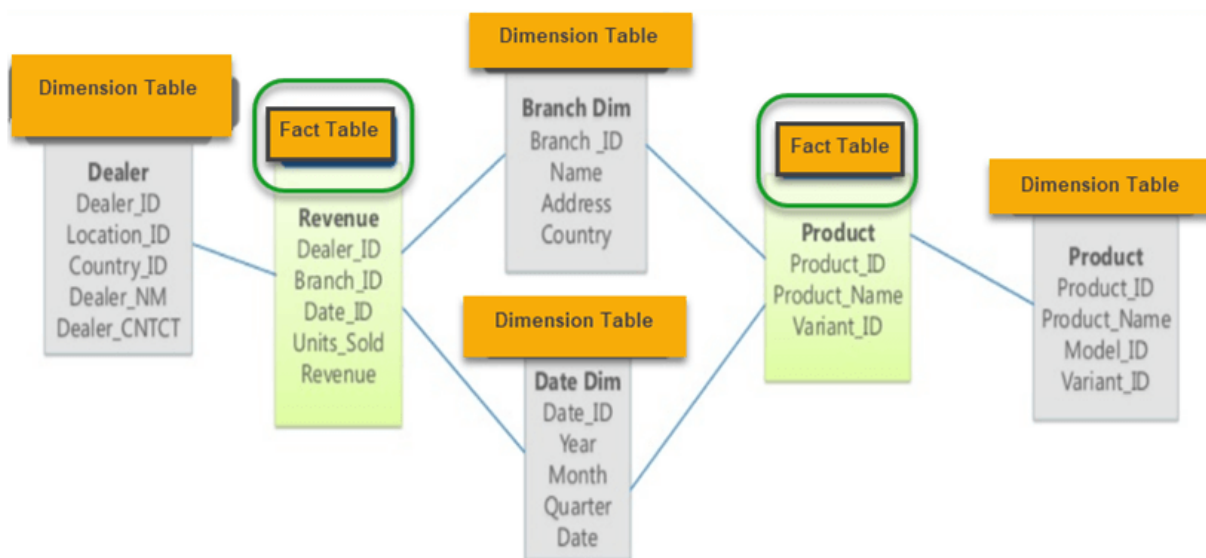 Dimension Table
Dealer
Dealer_ID
Location_ID
Country_ID
Dealer_NM
Dealer_CNTCT
Fact Table
Revenue
Dealer_ID
Branch_ID
Date_ID
Units_Sold
Revenue
Dimension Table
Branch Dim
Branch _ID
Name
Address
Country
Dimension Table
Date Dim
Date_ID
Year
Month
Quarter
Date
Fact Table
Product
Product_ID
Product_Name
Variant_ID
Dimension Table
Product
Product_ID
Product_Name
Model_ID
Variant_ID